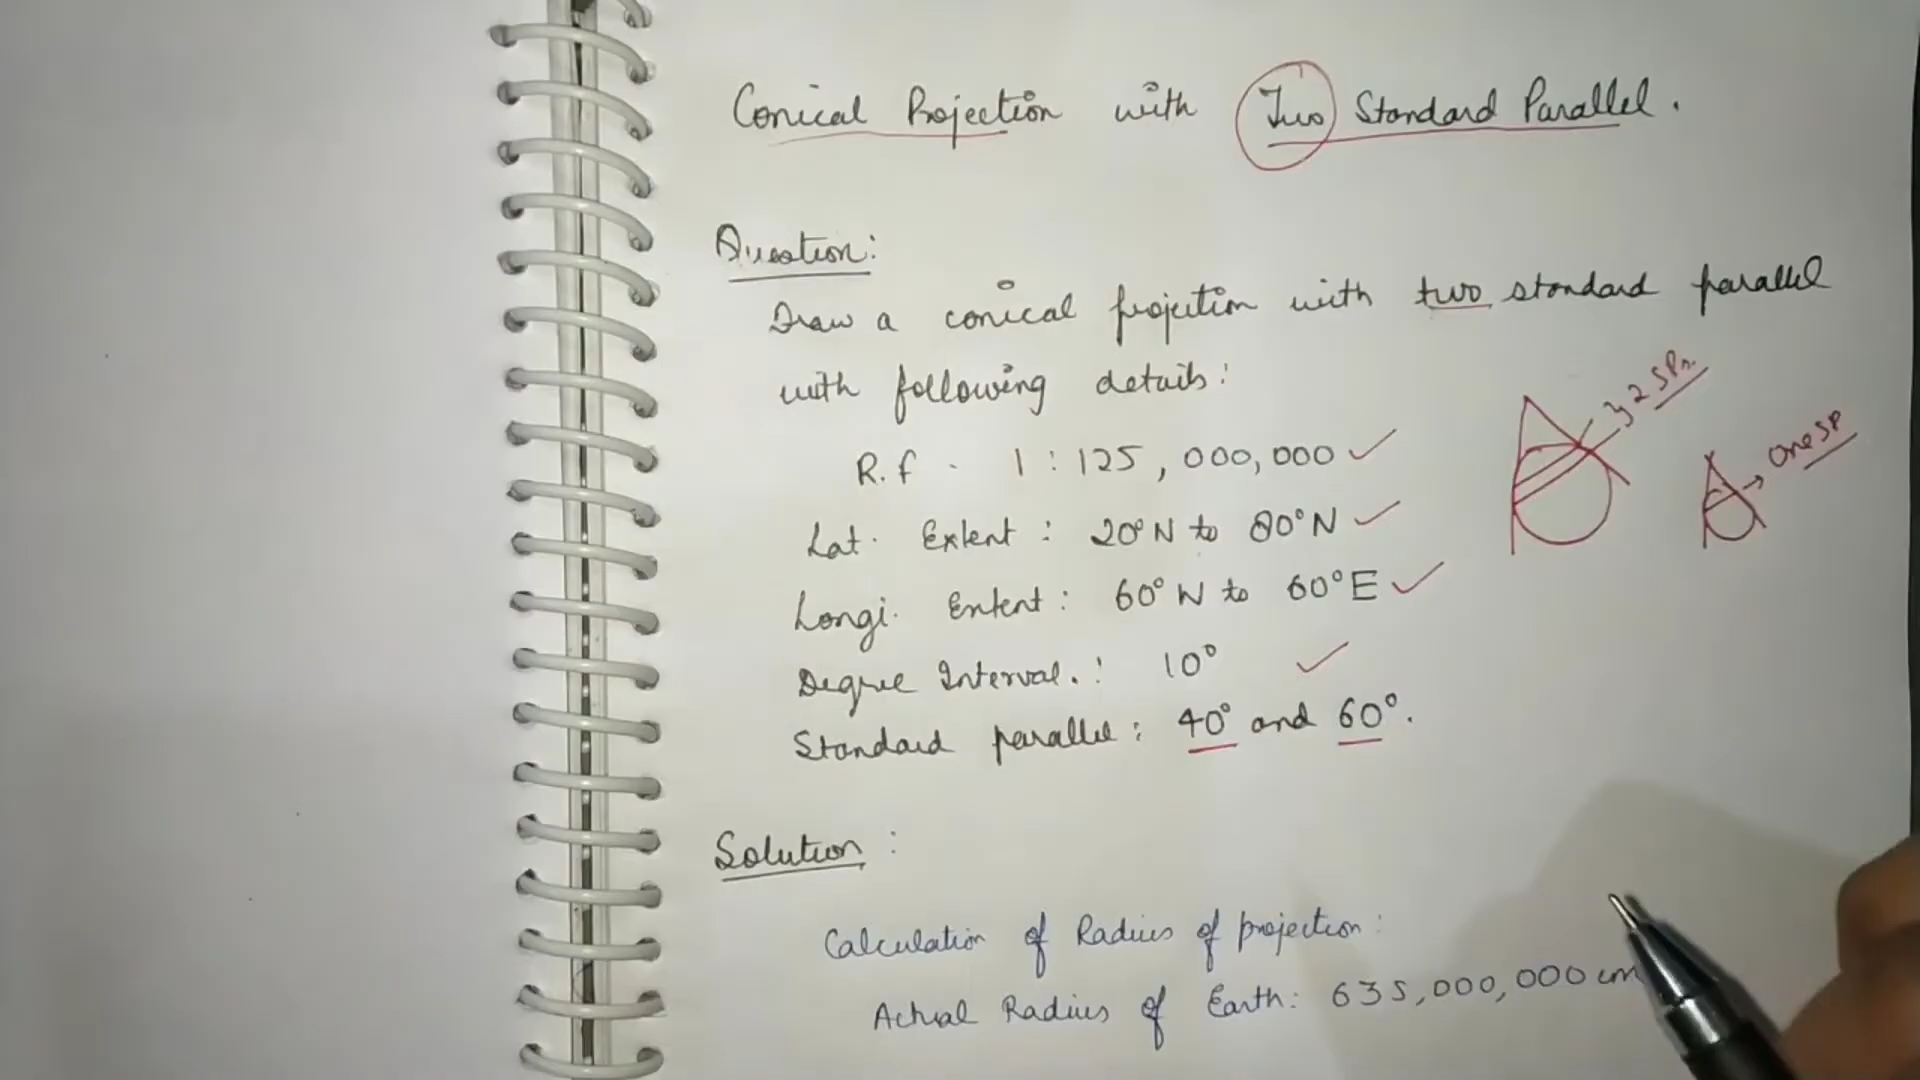 Conical Projection with Two Standard Parallel.
Question:
Draw a conical projection with two standard parallel
with following details:
R.f - 1 : 125,000,000
Lat. Extent : 20°N to 80°N
Longi. Extent : 60°W to 60°E
Degree Interval. : 10°
Standard parallel : 40° and 60°.
} 2 SPs.
One SP
Solution :
Calculation of Radius of projection :
Actual Radius of Earth : 635,000,000 cm